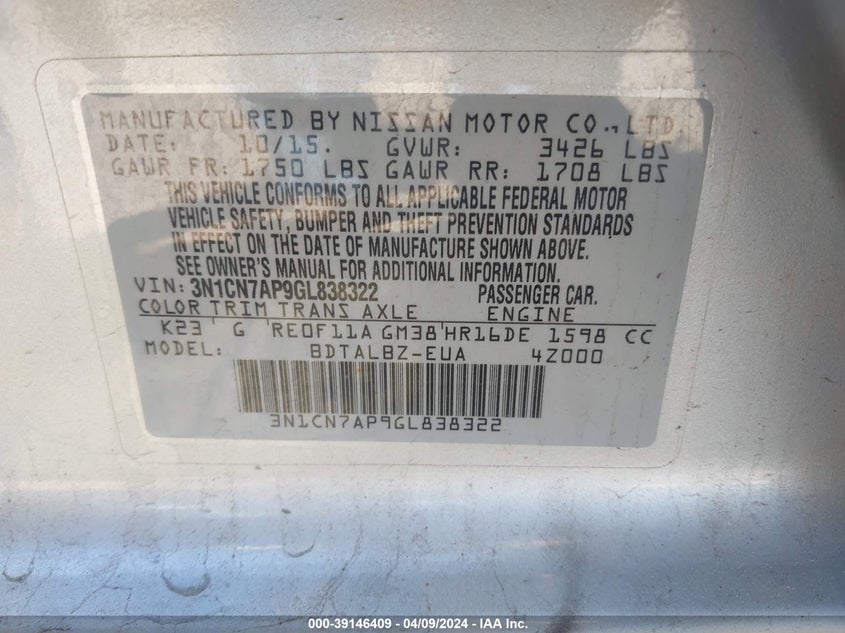 MANUFACTURED BY NISSAN MOTOR CO., LTD.
DATE: 10/15. GVWR: 3426 LBS
GAWR FR: 1750 LBS GAWR RR: 1708 LBS
THIS VEHICLE CONFORMS TO ALL APPLICABLE FEDERAL MOTOR
VEHICLE SAFETY, BUMPER AND THEFT PREVENTION STANDARDS
IN EFFECT ON THE DATE OF MANUFACTURE SHOWN ABOVE.
SEE OWNER'S MANUAL FOR ADDITIONAL INFORMATION.
VIN: 3N1CN7AP9GL838322 PASSENGER CAR.
COLOR TRIM TRANS AXLE ENGINE
K23 G RE0F11A GM38 HR16DE 1598 CC
MODEL: BDTALBZ-EUA 4Z000
3N1CN7AP9GL838322
000-39146409 - 04/09/2024 - IAA Inc.